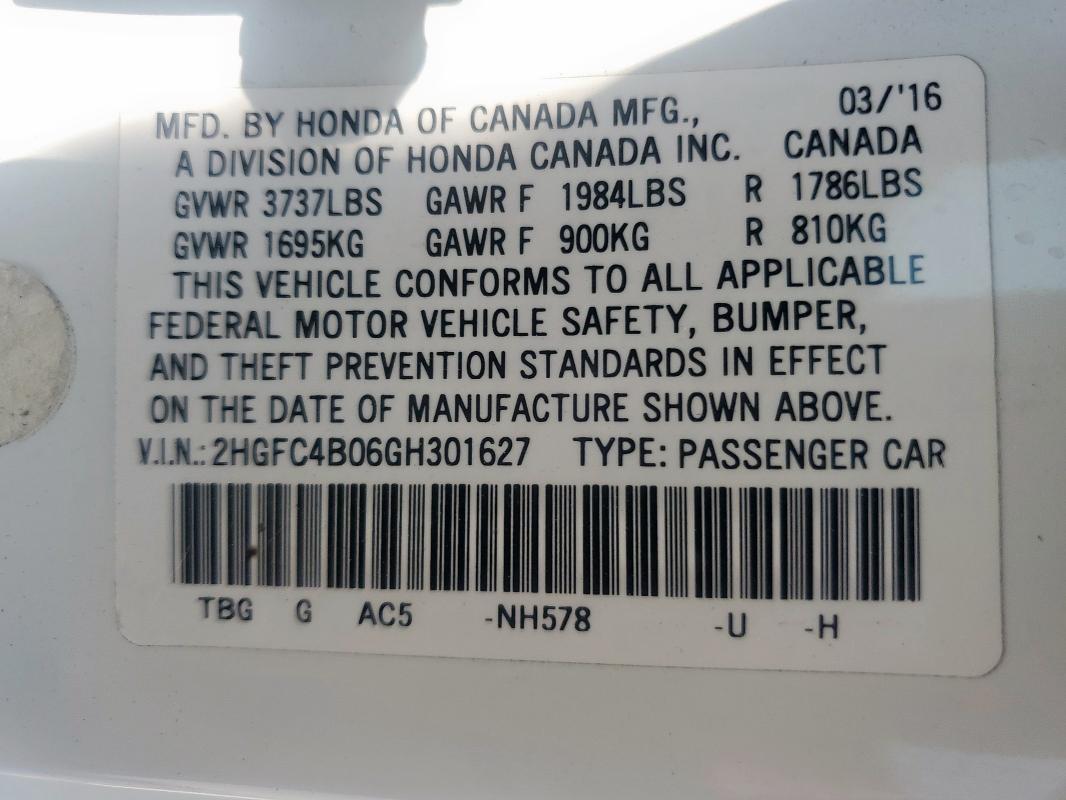 MFD. BY HONDA OF CANADA MFG., 03/'16
A DIVISION OF HONDA CANADA INC. CANADA
GVWR 3737LBS GAWR F 1984LBS R 1786LBS
GVWR 1695KG GAWR F 900KG R 810KG
THIS VEHICLE CONFORMS TO ALL APPLICABLE
FEDERAL MOTOR VEHICLE SAFETY, BUMPER,
AND THEFT PREVENTION STANDARDS IN EFFECT
ON THE DATE OF MANUFACTURE SHOWN ABOVE.
V.I.N.: 2HGFC4B06GH301627 TYPE: PASSENGER CAR
TBG G AC5 -NH578 -U -H